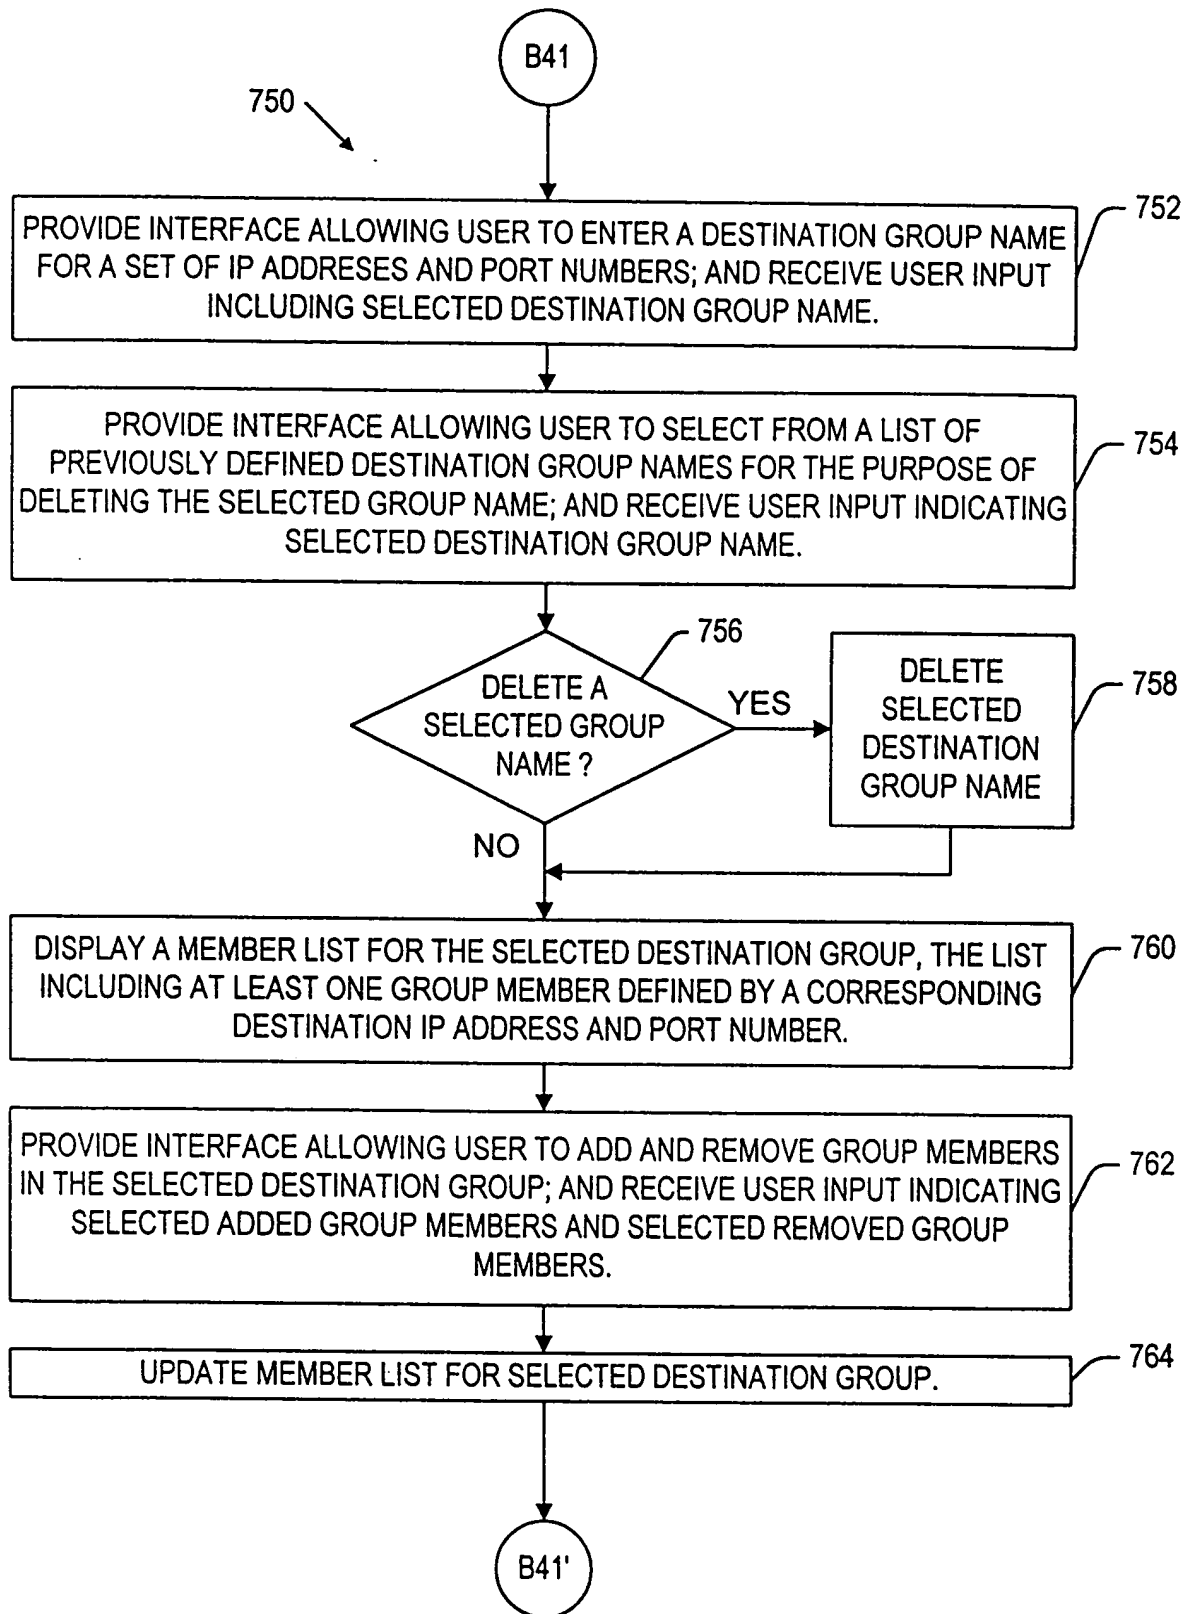 B41
750
PROVIDE INTERFACE ALLOWING USER TO ENTER A DESTINATION GROUP NAME
FOR A SET OF IP ADDRESES AND PORT NUMBERS; AND RECEIVE USER INPUT
INCLUDING SELECTED DESTINATION GROUP NAME.
752
PROVIDE INTERFACE ALLOWING USER TO SELECT FROM A LIST OF
PREVIOUSLY DEFINED DESTINATION GROUP NAMES FOR THE PURPOSE OF
DELETING THE SELECTED GROUP NAME; AND RECEIVE USER INPUT INDICATING
SELECTED DESTINATION GROUP NAME.
754
756
DELETE A
SELECTED GROUP
NAME ?
YES
DELETE
SELECTED
DESTINATION
GROUP NAME
758
NO
DISPLAY A MEMBER LIST FOR THE SELECTED DESTINATION GROUP, THE LIST
INCLUDING AT LEAST ONE GROUP MEMBER DEFINED BY A CORRESPONDING
DESTINATION IP ADDRESS AND PORT NUMBER.
760
PROVIDE INTERFACE ALLOWING USER TO ADD AND REMOVE GROUP MEMBERS
IN THE SELECTED DESTINATION GROUP; AND RECEIVE USER INPUT INDICATING
SELECTED ADDED GROUP MEMBERS AND SELECTED REMOVED GROUP
MEMBERS.
762
UPDATE MEMBER LIST FOR SELECTED DESTINATION GROUP.
764
B41'